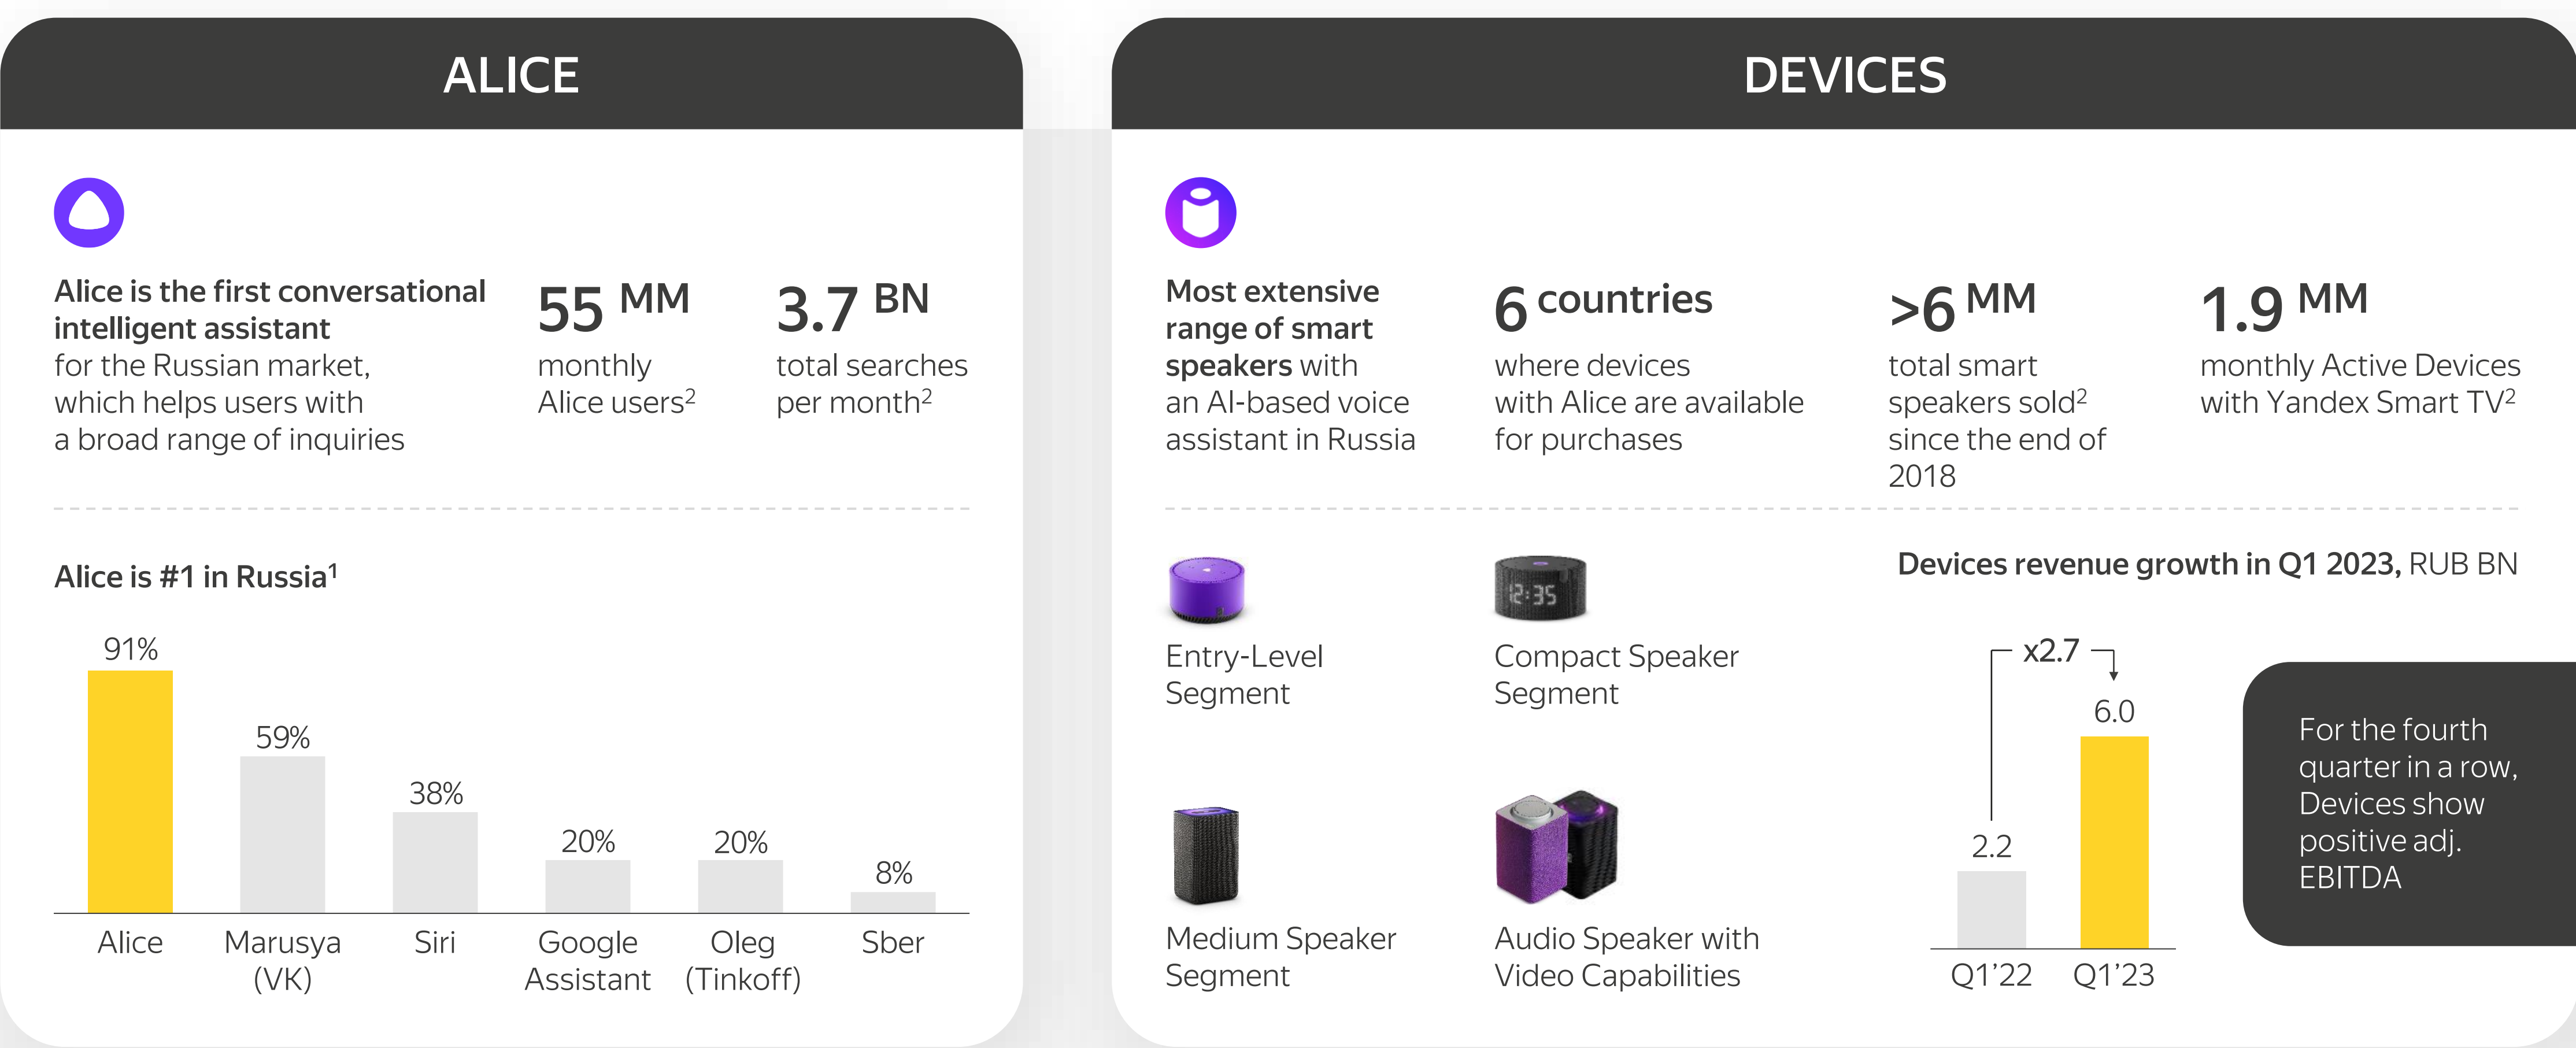 ALICE
Alice is the first conversational
intelligent assistant
for the Russian market,
which helps users with
a broad range of inquiries
55 MM
monthly
Alice users²
3.7 BN
total searches
per month²
Alice is #1 in Russia¹
91%
59%
38%
20%
20%
8%
Alice
Marusya
(VK)
Siri
Google
Assistant
Oleg
(Tinkoff)
Sber
DEVICES
Most extensive
range of smart
speakers with
an AI-based voice
assistant in Russia
6 countries
where devices
with Alice are available
for purchases
>6 MM
total smart
speakers sold²
since the end of
2018
1.9 MM
monthly Active Devices
with Yandex Smart TV²
Entry-Level
Segment
12:35
Compact Speaker
Segment
Medium Speaker
Segment
Audio Speaker with
Video Capabilities
Devices revenue growth in Q1 2023, RUB BN
x2.7
6.0
2.2
Q1’22
Q1’23
For the fourth
quarter in a row,
Devices show
positive adj.
EBITDA